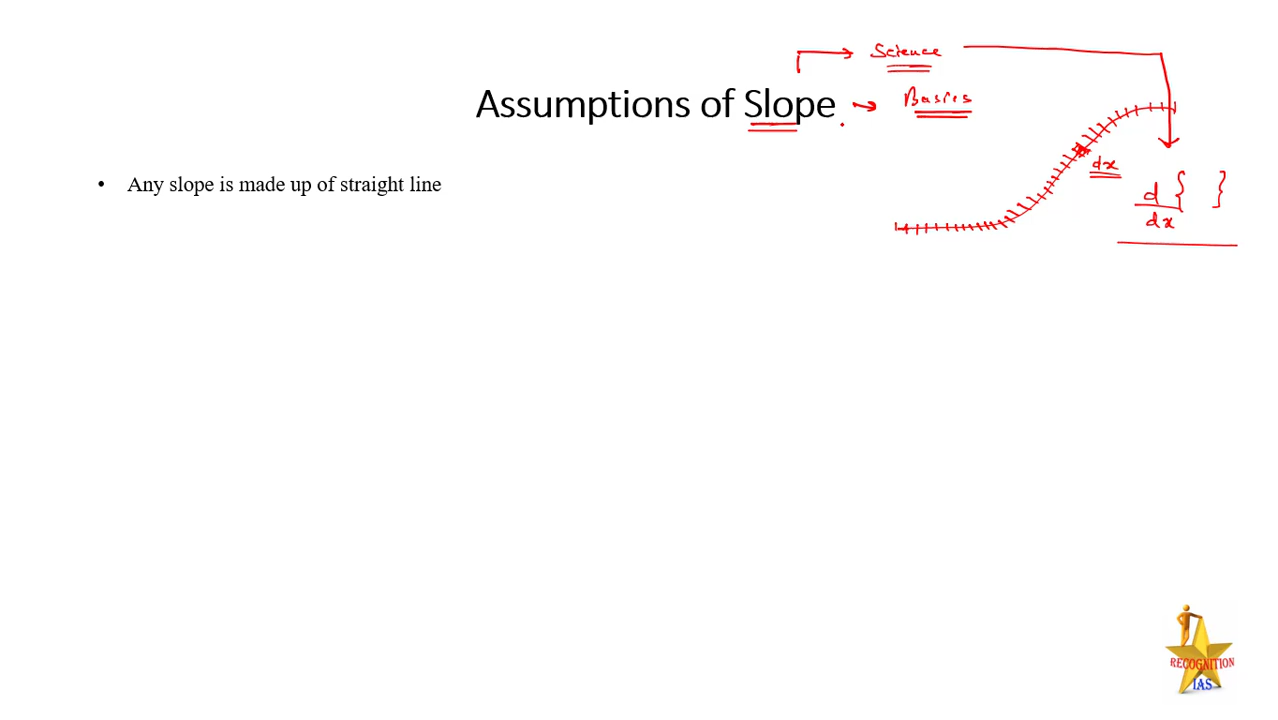 Science
Assumptions of Slope
Basics
• Any slope is made up of straight line
dx
d { }
dx
RECOGNITION
IAS